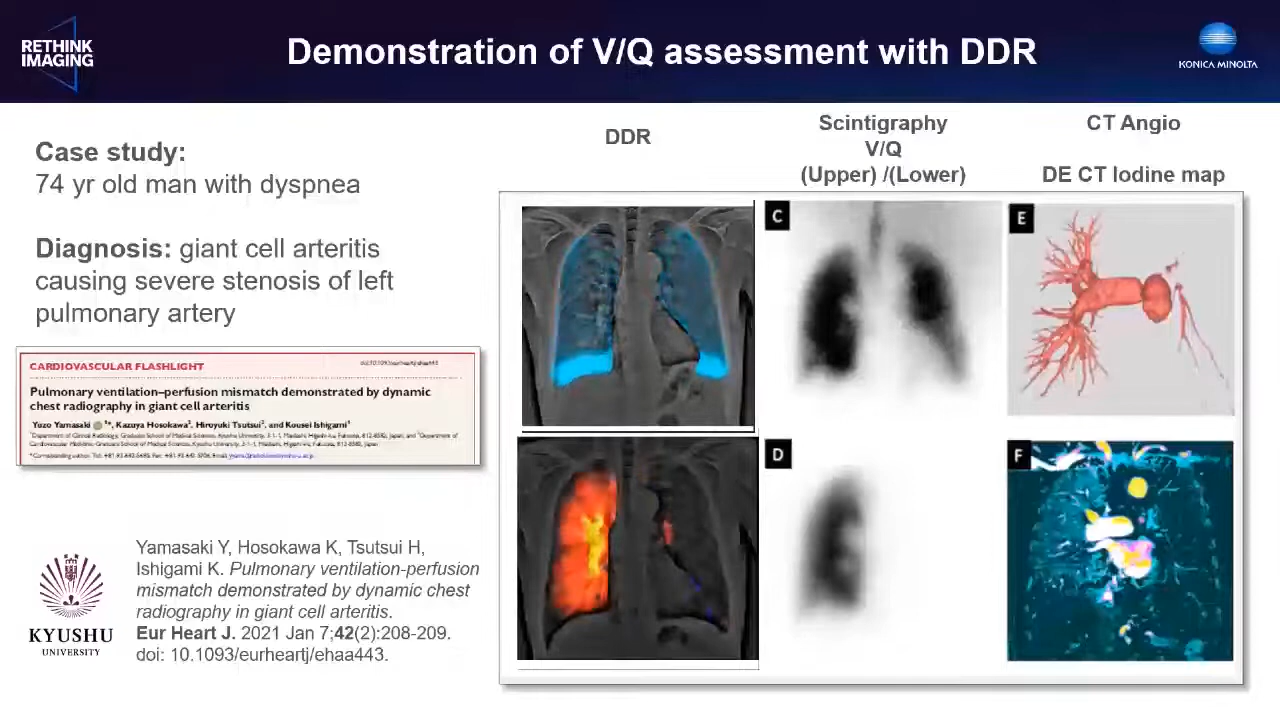 RETHINK
IMAGING
Demonstration of V/Q assessment with DDR
KONICA MINOLTA
Case study:
74 yr old man with dyspnea
Diagnosis: giant cell arteritis
causing severe stenosis of left
pulmonary artery
CARDIOVASCULAR FLASHLIGHT
Pulmonary ventilation–perfusion mismatch demonstrated by dynamic
chest radiography in giant cell arteritis
Yuzo Yamasaki 1*, Kazuya Hosokawa2, Hiroyuki Tsutsui2, and Kousei Ishigami1
KYUSHU
UNIVERSITY
Yamasaki Y, Hosokawa K, Tsutsui H,
Ishigami K. Pulmonary ventilation-perfusion
mismatch demonstrated by dynamic chest
radiography in giant cell arteritis.
Eur Heart J. 2021 Jan 7;42(2):208-209.
doi: 10.1093/eurheartj/ehaa443.
DDR
Scintigraphy
V/Q
(Upper) /(Lower)
CT Angio
DE CT Iodine map
C
E
D
F